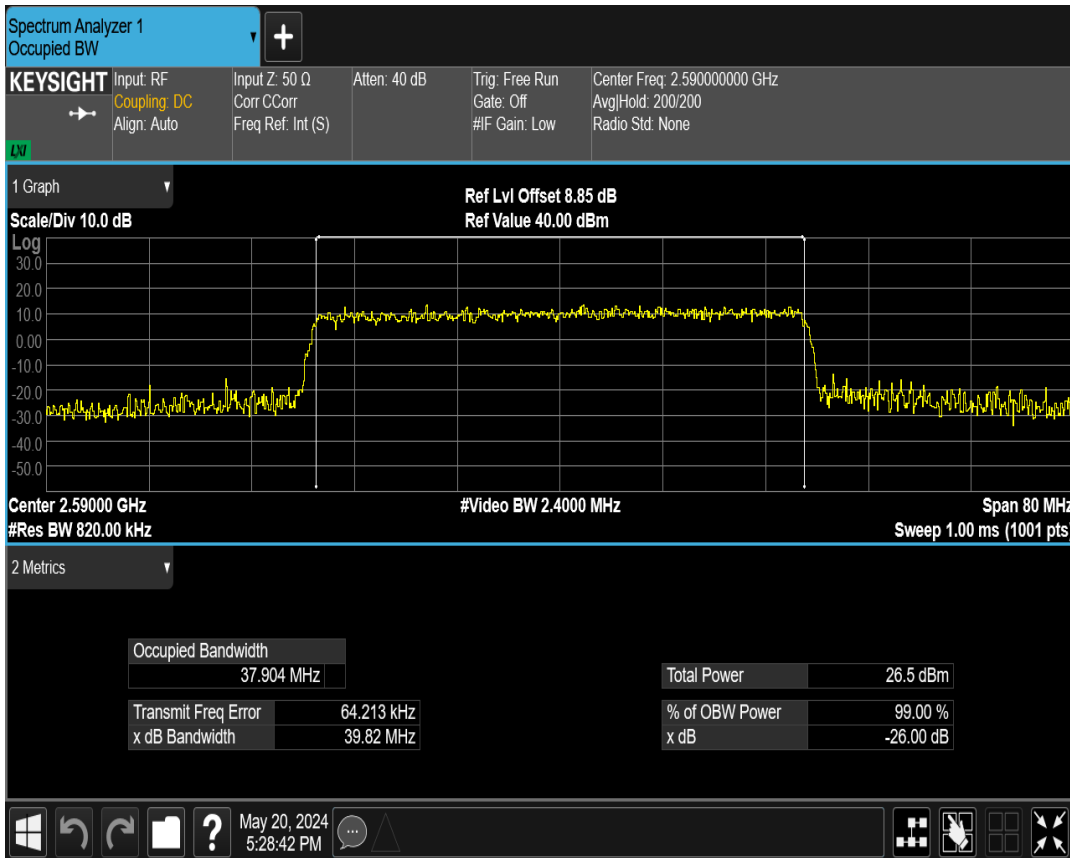 Spectrum Analyzer 1
Occupied BW
+
KEYSIGHT
LXI
Input: RF
Coupling: DC
Align: Auto
Input Z: 50 Ω
Corr CCorr
Freq Ref: Int (S)
Atten: 40 dB
Trig: Free Run
Gate: Off
#IF Gain: Low
Center Freq: 2.590000000 GHz
Avg|Hold: 200/200
Radio Std: None
1 Graph
Scale/Div 10.0 dB
Ref Lvl Offset 8.85 dB
Ref Value 40.00 dBm
Log
30.0
20.0
10.0
0.00
-10.0
-20.0
-30.0
-40.0
-50.0
Center 2.59000 GHz
#Video BW 2.4000 MHz
Span 80 MHz
#Res BW 820.00 kHz
Sweep 1.00 ms (1001 pts)
2 Metrics
Occupied Bandwidth
37.904 MHz
Total Power 26.5 dBm
Transmit Freq Error 64.213 kHz
% of OBW Power 99.00 %
x dB Bandwidth 39.82 MHz
x dB -26.00 dB
?
May 20, 2024
5:28:42 PM